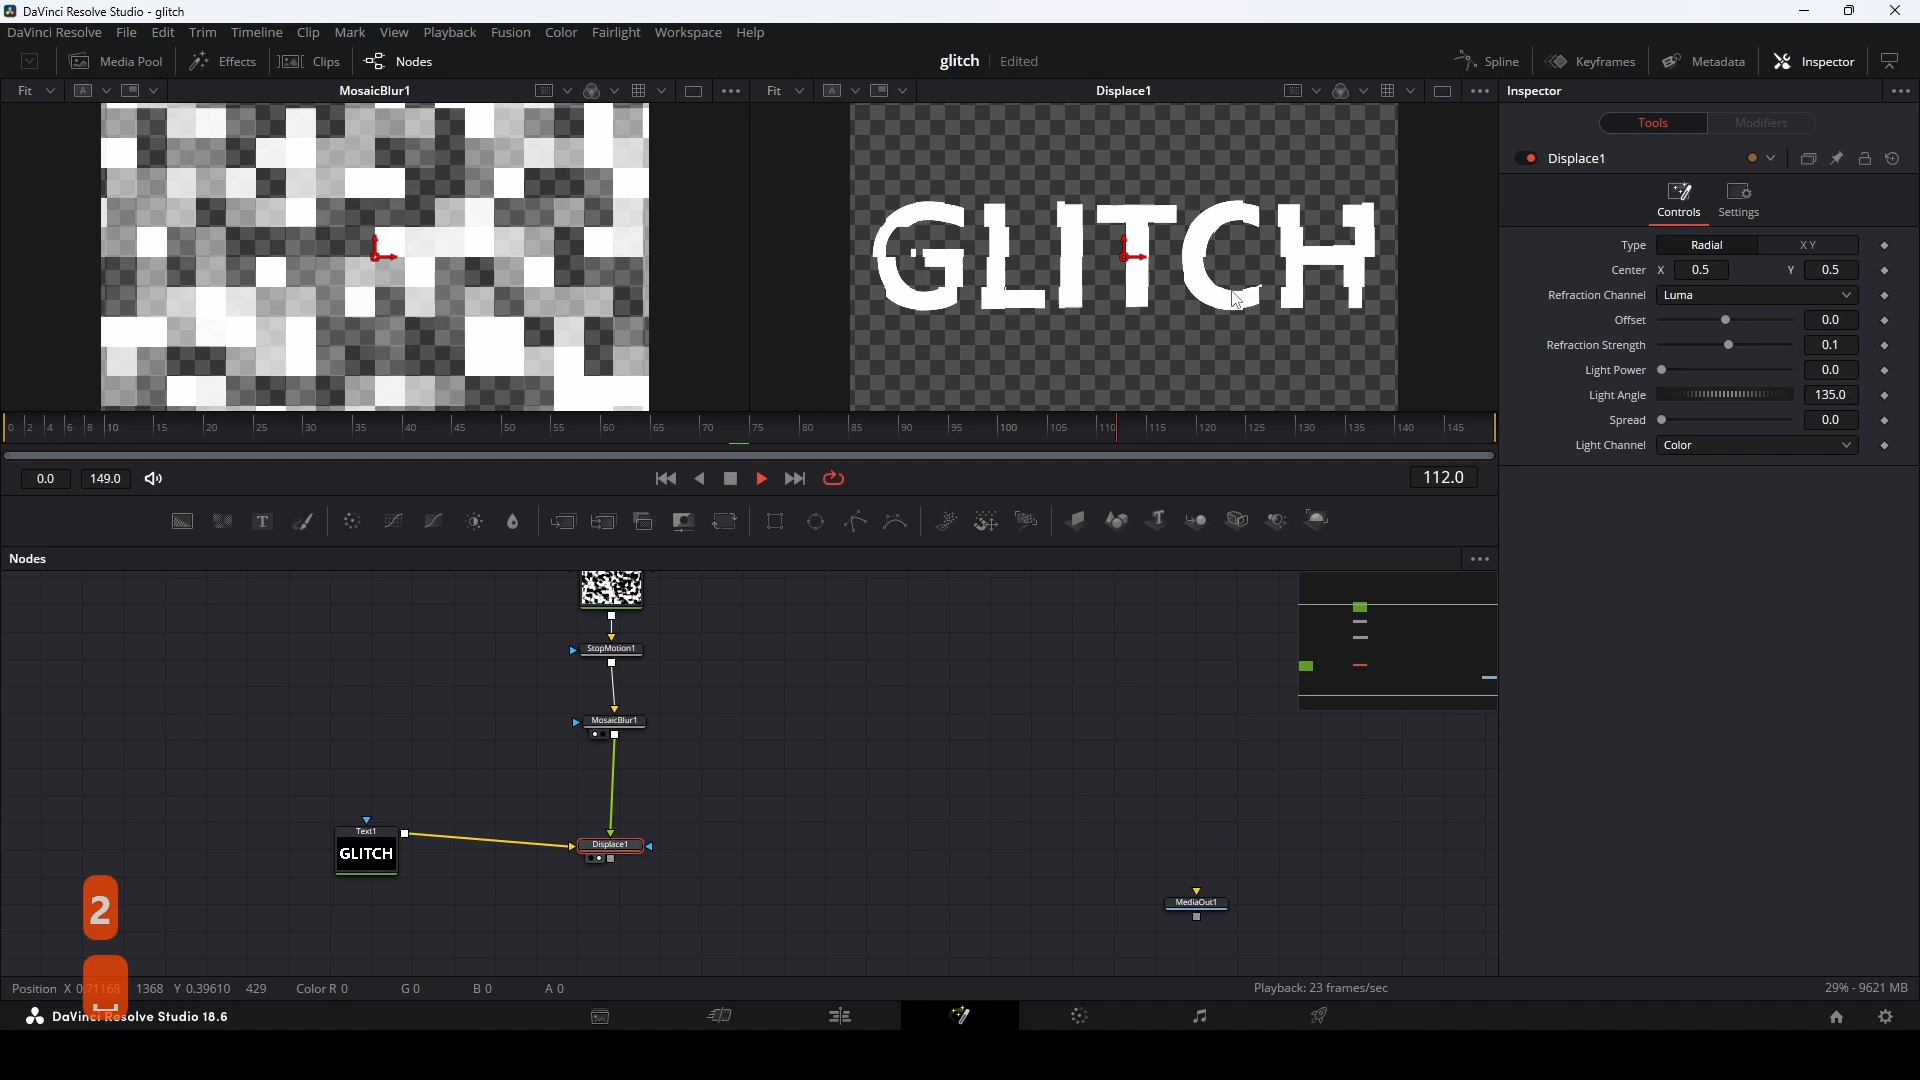 DaVinci Resolve Studio - glitch
DaVinci Resolve File Edit Trim Timeline Clip Mark View Playback Fusion Color Fairlight Workspace Help
Media Pool Effects Clips Nodes glitch Edited Spline Keyframes Metadata Inspector
Fit A MosaicBlur1 Fit A Displace1 Inspector
Tools Modifiers
Displace1
Controls Settings
Type Radial X Y
Center X 0.5 Y 0.5
Refraction Channel Luma
Offset 0.0
Refraction Strength 0.1
Light Power 0.0
Light Angle 135.0
Spread 0.0
Light Channel Color
GLITCH
0 2 4 6 8 10 15 20 25 30 35 40 45 50 55 60 65 70 75 80 85 90 95 100 105 110 115 120 125 130 135 140 145
0.0 149.0 112.0
T T
Nodes
StopMotion1
MosaicBlur1
Text1
GLITCH
Displace1
MediaOut1
2
Position X 0.71168 1368 Y 0.39610 429 Color R 0 G 0 B 0 A 0 Playback: 23 frames/sec 29% - 9621 MB
DaVinci Resolve Studio 18.6